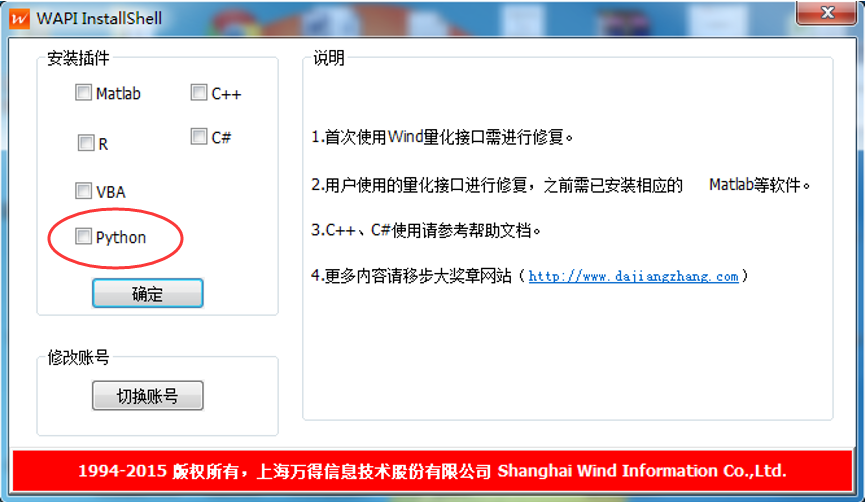 WAPI InstallShell
安装插件
Matlab
C++
R
C#
VBA
Python
确定
修改账号
切换账号
说明
1.首次使用Wind量化接口需进行修复。
2.用户使用的量化接口进行修复，之前需已安装相应的 Matlab等软件。
3.C++、C#使用请参考帮助文档。
4.更多内容请移步大奖章网站（http://www.dajiangzhang.com）
1994-2015 版权所有，上海万得信息技术股份有限公司 Shanghai Wind Information Co.,Ltd.